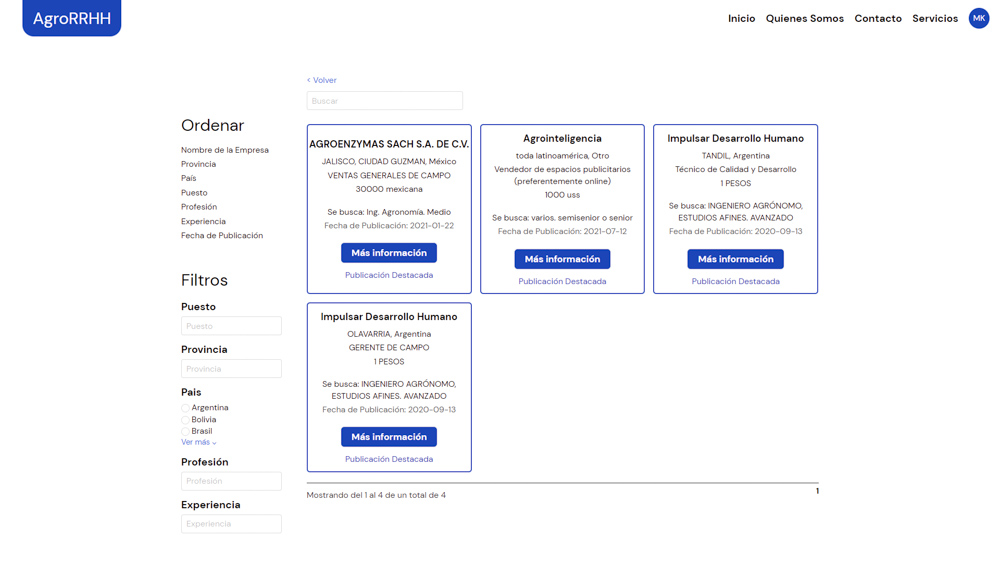 AgroRRHH
Inicio
Quienes Somos
Contacto
Servicios
MK
< Volver
Buscar
Ordenar
Nombre de la Empresa
Provincia
País
Puesto
Profesión
Experiencia
Fecha de Publicación
Filtros
Puesto
Puesto
Provincia
Provincia
Pais
Argentina
Bolivia
Brasil
Ver más
Profesión
Profesión
Experiencia
Experiencia
AGROENZYMAS SACH S.A. DE C.V.
JALISCO, CIUDAD GUZMAN, México
VENTAS GENERALES DE CAMPO
30000 mexicana
Se busca: Ing. Agronomía. Medio
Fecha de Publicación: 2021-01-22
Más información
Publicación Destacada
Agrointeligencia
toda latinoamérica, Otro
Vendedor de espacios publicitarios
(preferentemente online)
1000 uss
Se busca: varios. semisenior o senior
Fecha de Publicación: 2021-07-12
Más información
Publicación Destacada
Impulsar Desarrollo Humano
TANDIL, Argentina
Técnico de Calidad y Desarrollo
1 PESOS
Se busca: INGENIERO AGRÓNOMO,
ESTUDIOS AFINES. AVANZADO
Fecha de Publicación: 2020-09-13
Más información
Publicación Destacada
Impulsar Desarrollo Humano
OLAVARRIA, Argentina
GERENTE DE CAMPO
1 PESOS
Se busca: INGENIERO AGRÓNOMO,
ESTUDIOS AFINES. AVANZADO
Fecha de Publicación: 2020-09-13
Más información
Publicación Destacada
Mostrando del 1 al 4 de un total de 4
1